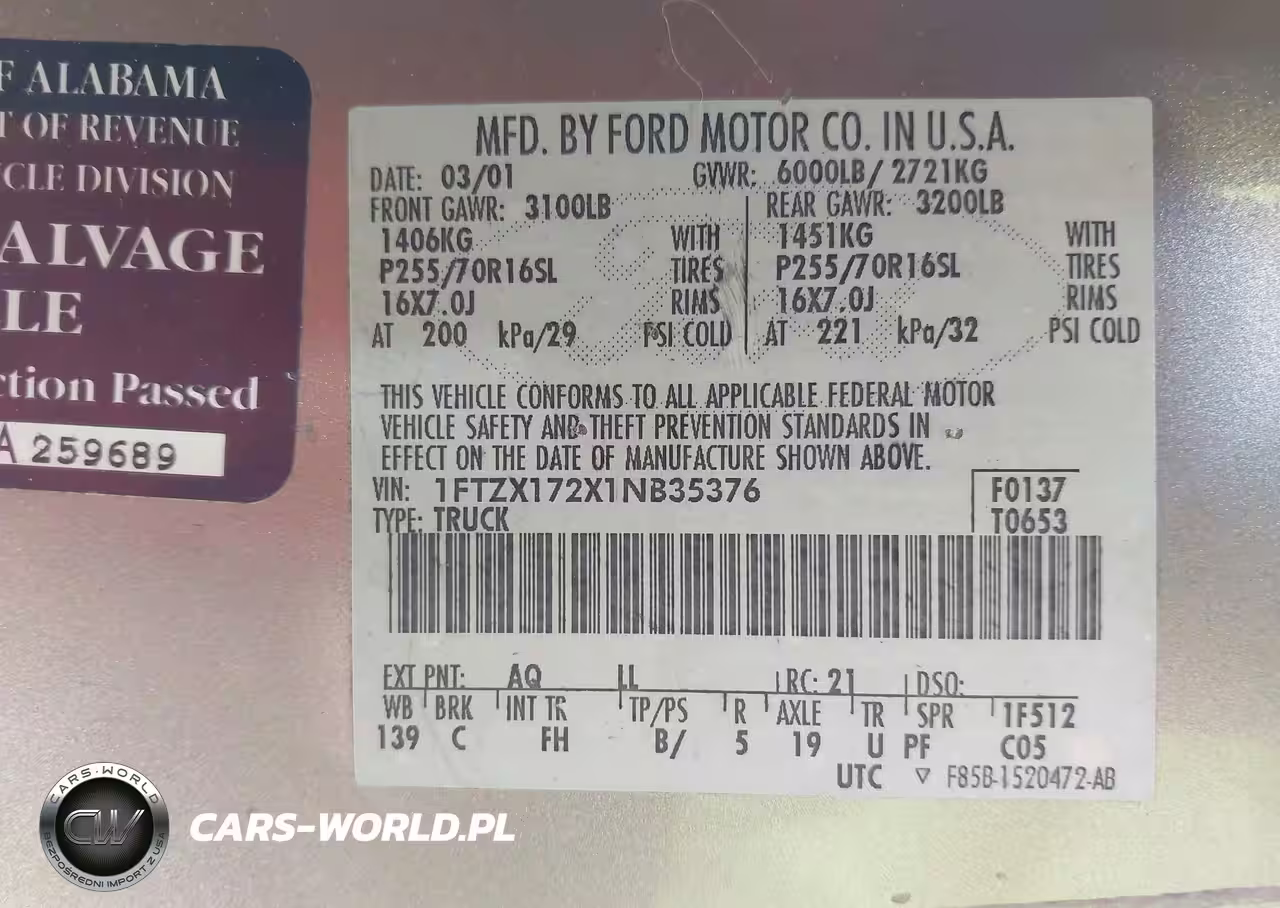 F ALABAMA
T OF REVENUE
CLE DIVISION
ALVAGE
LE
ction Passed
A 259689
MFD. BY FORD MOTOR CO. IN U.S.A.
DATE: 03/01 GVWR: 6000LB/ 2721KG
FRONT GAWR: 3100LB REAR GAWR: 3200LB
1406KG WITH 1451KG WITH
P255/70R16SL TIRES P255/70R16SL TIRES
16X7.0J RIMS 16X7.0J RIMS
AT 200 kPa/29 PSI COLD AT 221 kPa/32 PSI COLD
THIS VEHICLE CONFORMS TO ALL APPLICABLE FEDERAL MOTOR
VEHICLE SAFETY AND THEFT PREVENTION STANDARDS IN
EFFECT ON THE DATE OF MANUFACTURE SHOWN ABOVE.
VIN: 1FTZX172X1NB35376 F0137
TYPE: TRUCK T0653
EXT PNT: AQ LL RC: 21 DSO:
WB BRK INT TR TP/PS R AXLE TR SPR 1F512
139 C FH B/ 5 19 U PF C05
UTC ▽ F85B-1520472-AB
CARS-WORLD
CW
BEZPOŚREDNI IMPORT Z USA
CARS-WORLD.PL